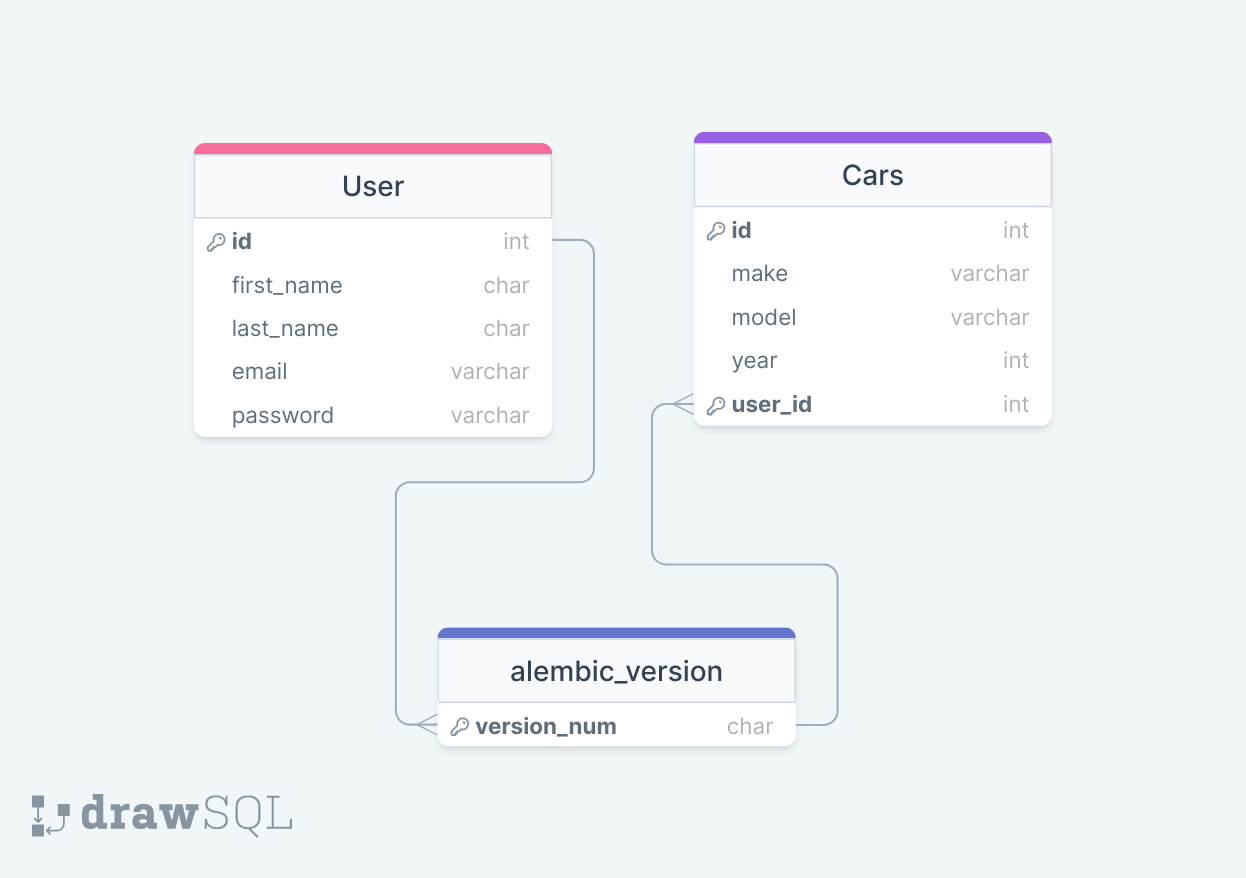 User
id int
first_name char
last_name char
email varchar
password varchar
Cars
id int
make varchar
model varchar
year int
user_id int
alembic_version
version_num char
drawSQL